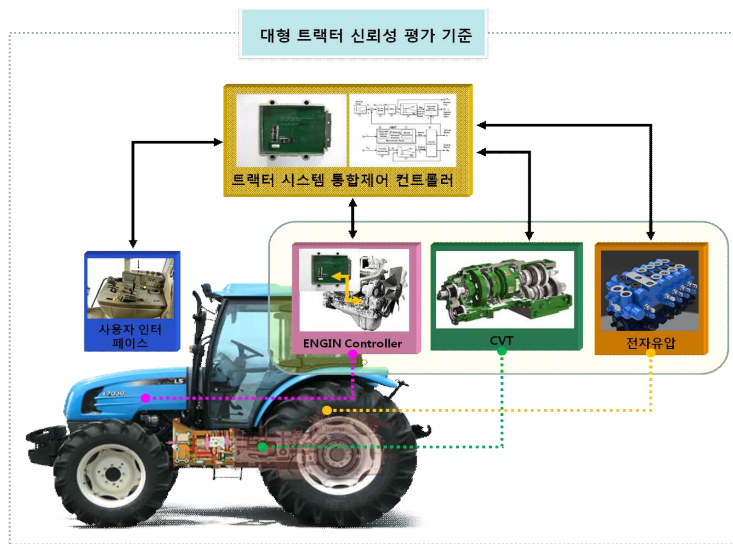 대형 트랙터 신뢰성 평가 기준
트랙터 시스템 통합제어 컨트롤러
사용자 인터
페이스
ENGIN Controller
CVT
전자유압
LS